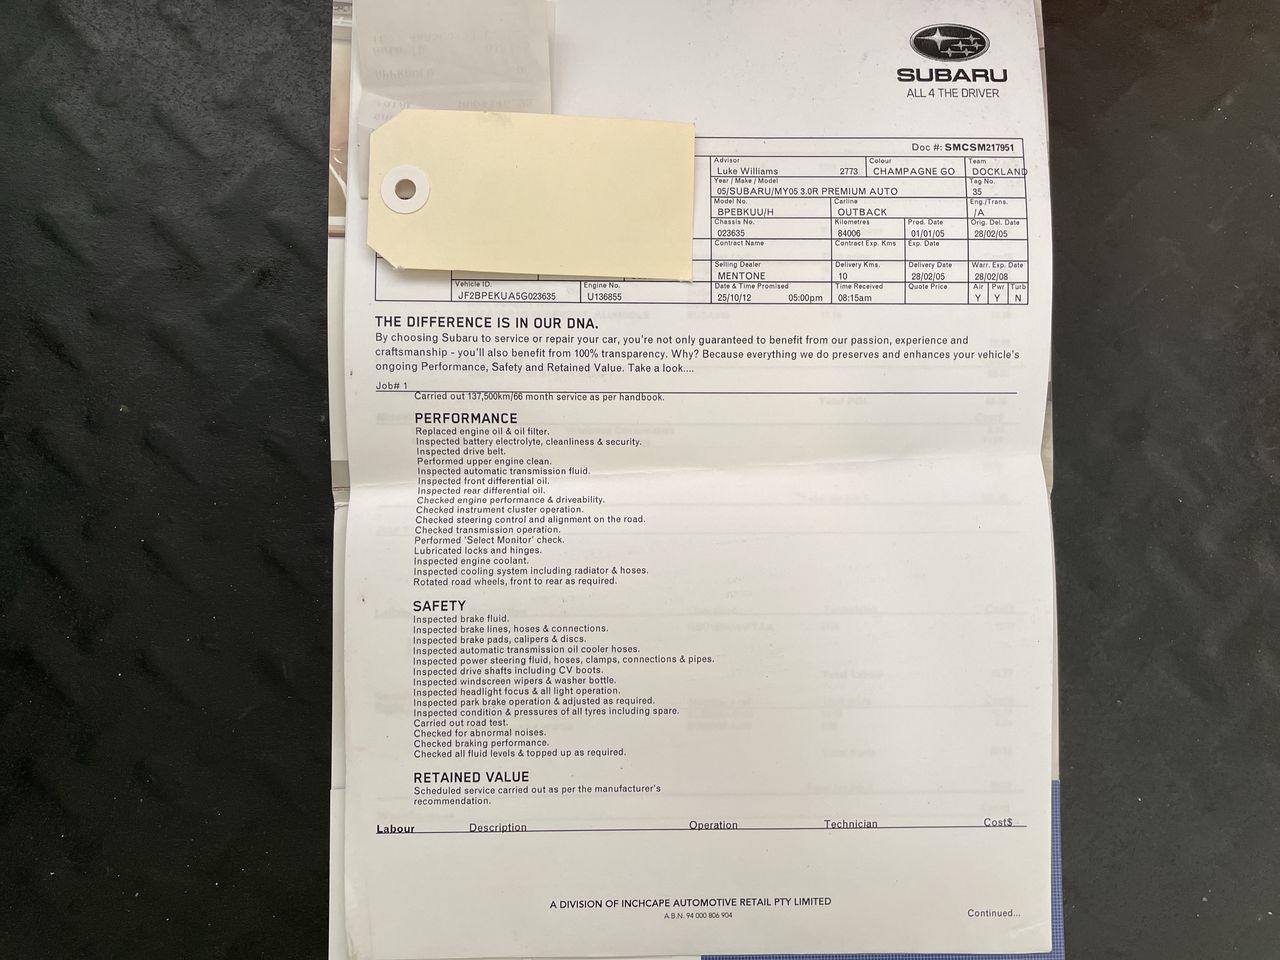 SUBARU
ALL 4 THE DRIVER
Doc #: SMCSM217951
Advisor Colour Team
Luke Williams 2773 CHAMPAGNE GO DOCKLAND
Year / Make / Model Tag No.
05/SUBARU/MY05 3.0R PREMIUM AUTO 35
Model No. Carline Eng./Trans.
BPEBKUU/H OUTBACK /A
Chassis No. Kilometres Prod. Date Orig. Del. Date
023635 84006 01/01/05 28/02/05
Contract Name Contract Exp. Kms Exp. Date
Selling Dealer Delivery Kms. Delivery Date Warr. Exp. Date
MENTONE 10 28/02/05 28/02/08
Vehicle ID. Engine No. Date & Time Promised Time Received Quote Price Air Pwr Turb
JF2BPEKUA5G023635 U136855 25/10/12 05:00pm 08:15am Y Y N
THE DIFFERENCE IS IN OUR DNA.
By choosing Subaru to service or repair your car, you're not only guaranteed to benefit from our passion, experience and
craftsmanship - you'll also benefit from 100% transparency. Why? Because everything we do preserves and enhances your vehicle's
ongoing Performance, Safety and Retained Value. Take a look....
Job# 1
Carried out 137,500km/66 month service as per handbook.
PERFORMANCE
Replaced engine oil & oil filter.
Inspected battery electrolyte, cleanliness & security.
Inspected drive belt.
Performed upper engine clean.
Inspected automatic transmission fluid.
Inspected front differential oil.
Inspected rear differential oil.
Checked engine performance & driveability.
Checked instrument cluster operation.
Checked steering control and alignment on the road.
Checked transmission operation.
Performed 'Select Monitor' check.
Lubricated locks and hinges.
Inspected engine coolant.
Inspected cooling system including radiator & hoses.
Rotated road wheels, front to rear as required.
SAFETY
Inspected brake fluid.
Inspected brake lines, hoses & connections.
Inspected brake pads, calipers & discs.
Inspected automatic transmission oil cooler hoses.
Inspected power steering fluid, hoses, clamps, connections & pipes.
Inspected drive shafts including CV boots.
Inspected windscreen wipers & washer bottle.
Inspected headlight focus & all light operation.
Inspected park brake operation & adjusted as required.
Inspected condition & pressures of all tyres including spare.
Carried out road test.
Checked for abnormal noises.
Checked braking performance.
Checked all fluid levels & topped up as required.
RETAINED VALUE
Scheduled service carried out as per the manufacturer's
recommendation.
Labour Description Operation Technician Cost$
A DIVISION OF INCHCAPE AUTOMOTIVE RETAIL PTY LIMITED
A.B.N. 94 000 806 904
Continued...